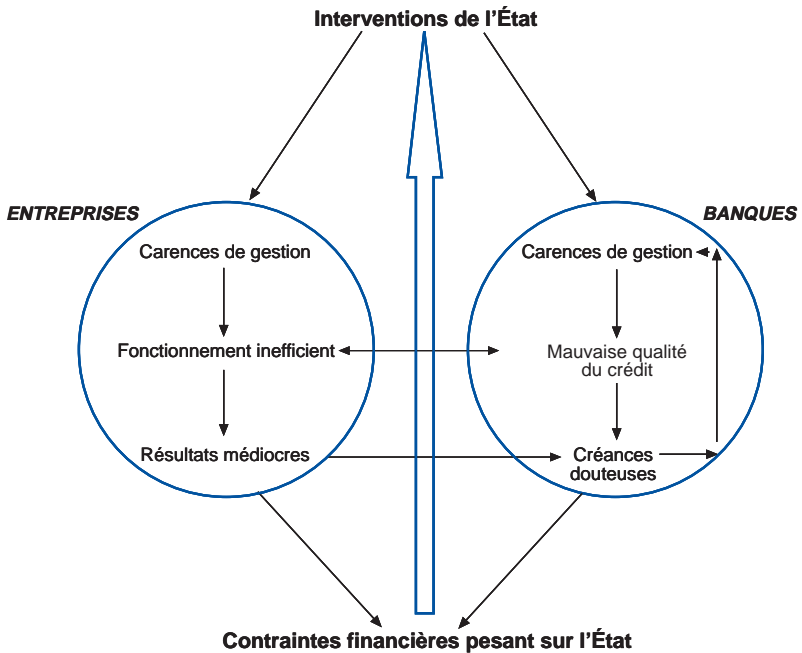 Interventions de l'État
ENTREPRISES
BANQUES
Carences de gestion
Carences de gestion
Fonctionnement inefficient
Mauvaise qualité
du crédit
Résultats médiocres
Créances
douteuses
Contraintes financières pesant sur l'État